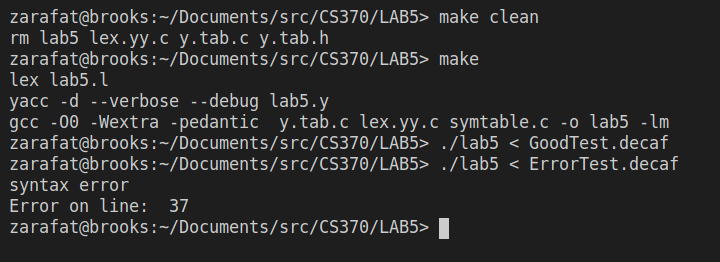 zarafat@brooks:~/Documents/src/CS370/LAB5> make clean
rm lab5 lex.yy.c y.tab.c y.tab.h
zarafat@brooks:~/Documents/src/CS370/LAB5> make
lex lab5.l
yacc -d --verbose --debug lab5.y
gcc -O0 -Wextra -pedantic  y.tab.c lex.yy.c symtable.c -o lab5 -lm
zarafat@brooks:~/Documents/src/CS370/LAB5> ./lab5 < GoodTest.decaf
zarafat@brooks:~/Documents/src/CS370/LAB5> ./lab5 < ErrorTest.decaf
syntax error
Error on line:  37
zarafat@brooks:~/Documents/src/CS370/LAB5>